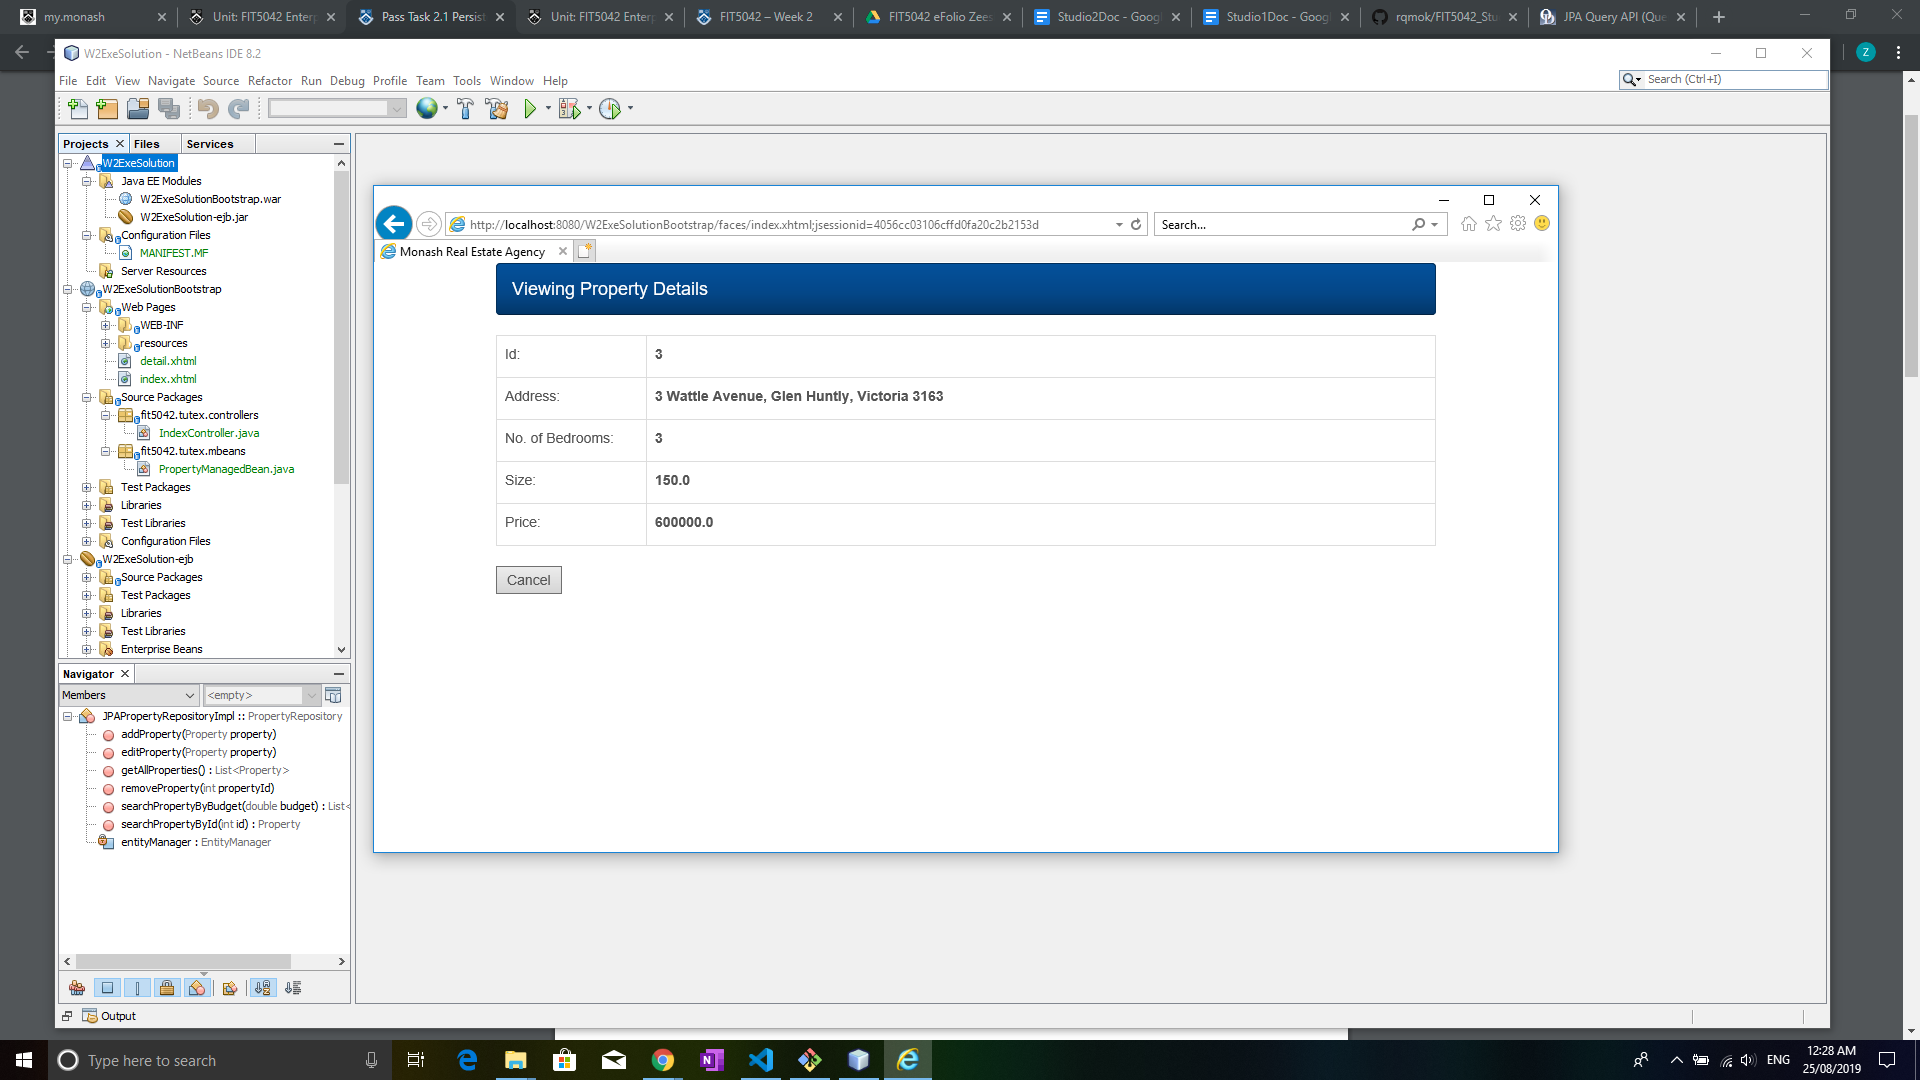 my.monash
Unit: FIT5042 Enterp
Pass Task 2.1 Persist
Unit: FIT5042 Enterp
FIT5042 – Week 2
FIT5042 eFolio Zees
Studio2Doc - Goog
Studio1Doc - Goog
rqmok/FIT5042_Stu
JPA Query API (Que
Z
W2ExeSolution - NetBeans IDE 8.2
File Edit View Navigate Source Refactor Run Debug Profile Team Tools Window Help
Search (Ctrl+I)
Projects Files Services
W2ExeSolution
Java EE Modules
W2ExeSolutionBootstrap.war
W2ExeSolution-ejb.jar
Configuration Files
MANIFEST.MF
Server Resources
W2ExeSolutionBootstrap
Web Pages
WEB-INF
resources
detail.xhtml
index.xhtml
Source Packages
fit5042.tutex.controllers
IndexController.java
fit5042.tutex.mbeans
PropertyManagedBean.java
Test Packages
Libraries
Test Libraries
Configuration Files
W2ExeSolution-ejb
Source Packages
Test Packages
Libraries
Test Libraries
Enterprise Beans
Navigator
Members <empty>
JPAPropertyRepositoryImpl :: PropertyRepository
addProperty(Property property)
editProperty(Property property)
getAllProperties() : List<Property>
removeProperty(int propertyId)
searchPropertyByBudget(double budget) : List<
searchPropertyById(int id) : Property
entityManager : EntityManager
Output
http://localhost:8080/W2ExeSolutionBootstrap/faces/index.xhtml;jsessionid=4056cc03106cffd0fa20c2b2153d
Search...
Monash Real Estate Agency
Viewing Property Details
Id: 3
Address: 3 Wattle Avenue, Glen Huntly, Victoria 3163
No. of Bedrooms: 3
Size: 150.0
Price: 600000.0
Cancel
Type here to search
ENG
12:28 AM
25/08/2019